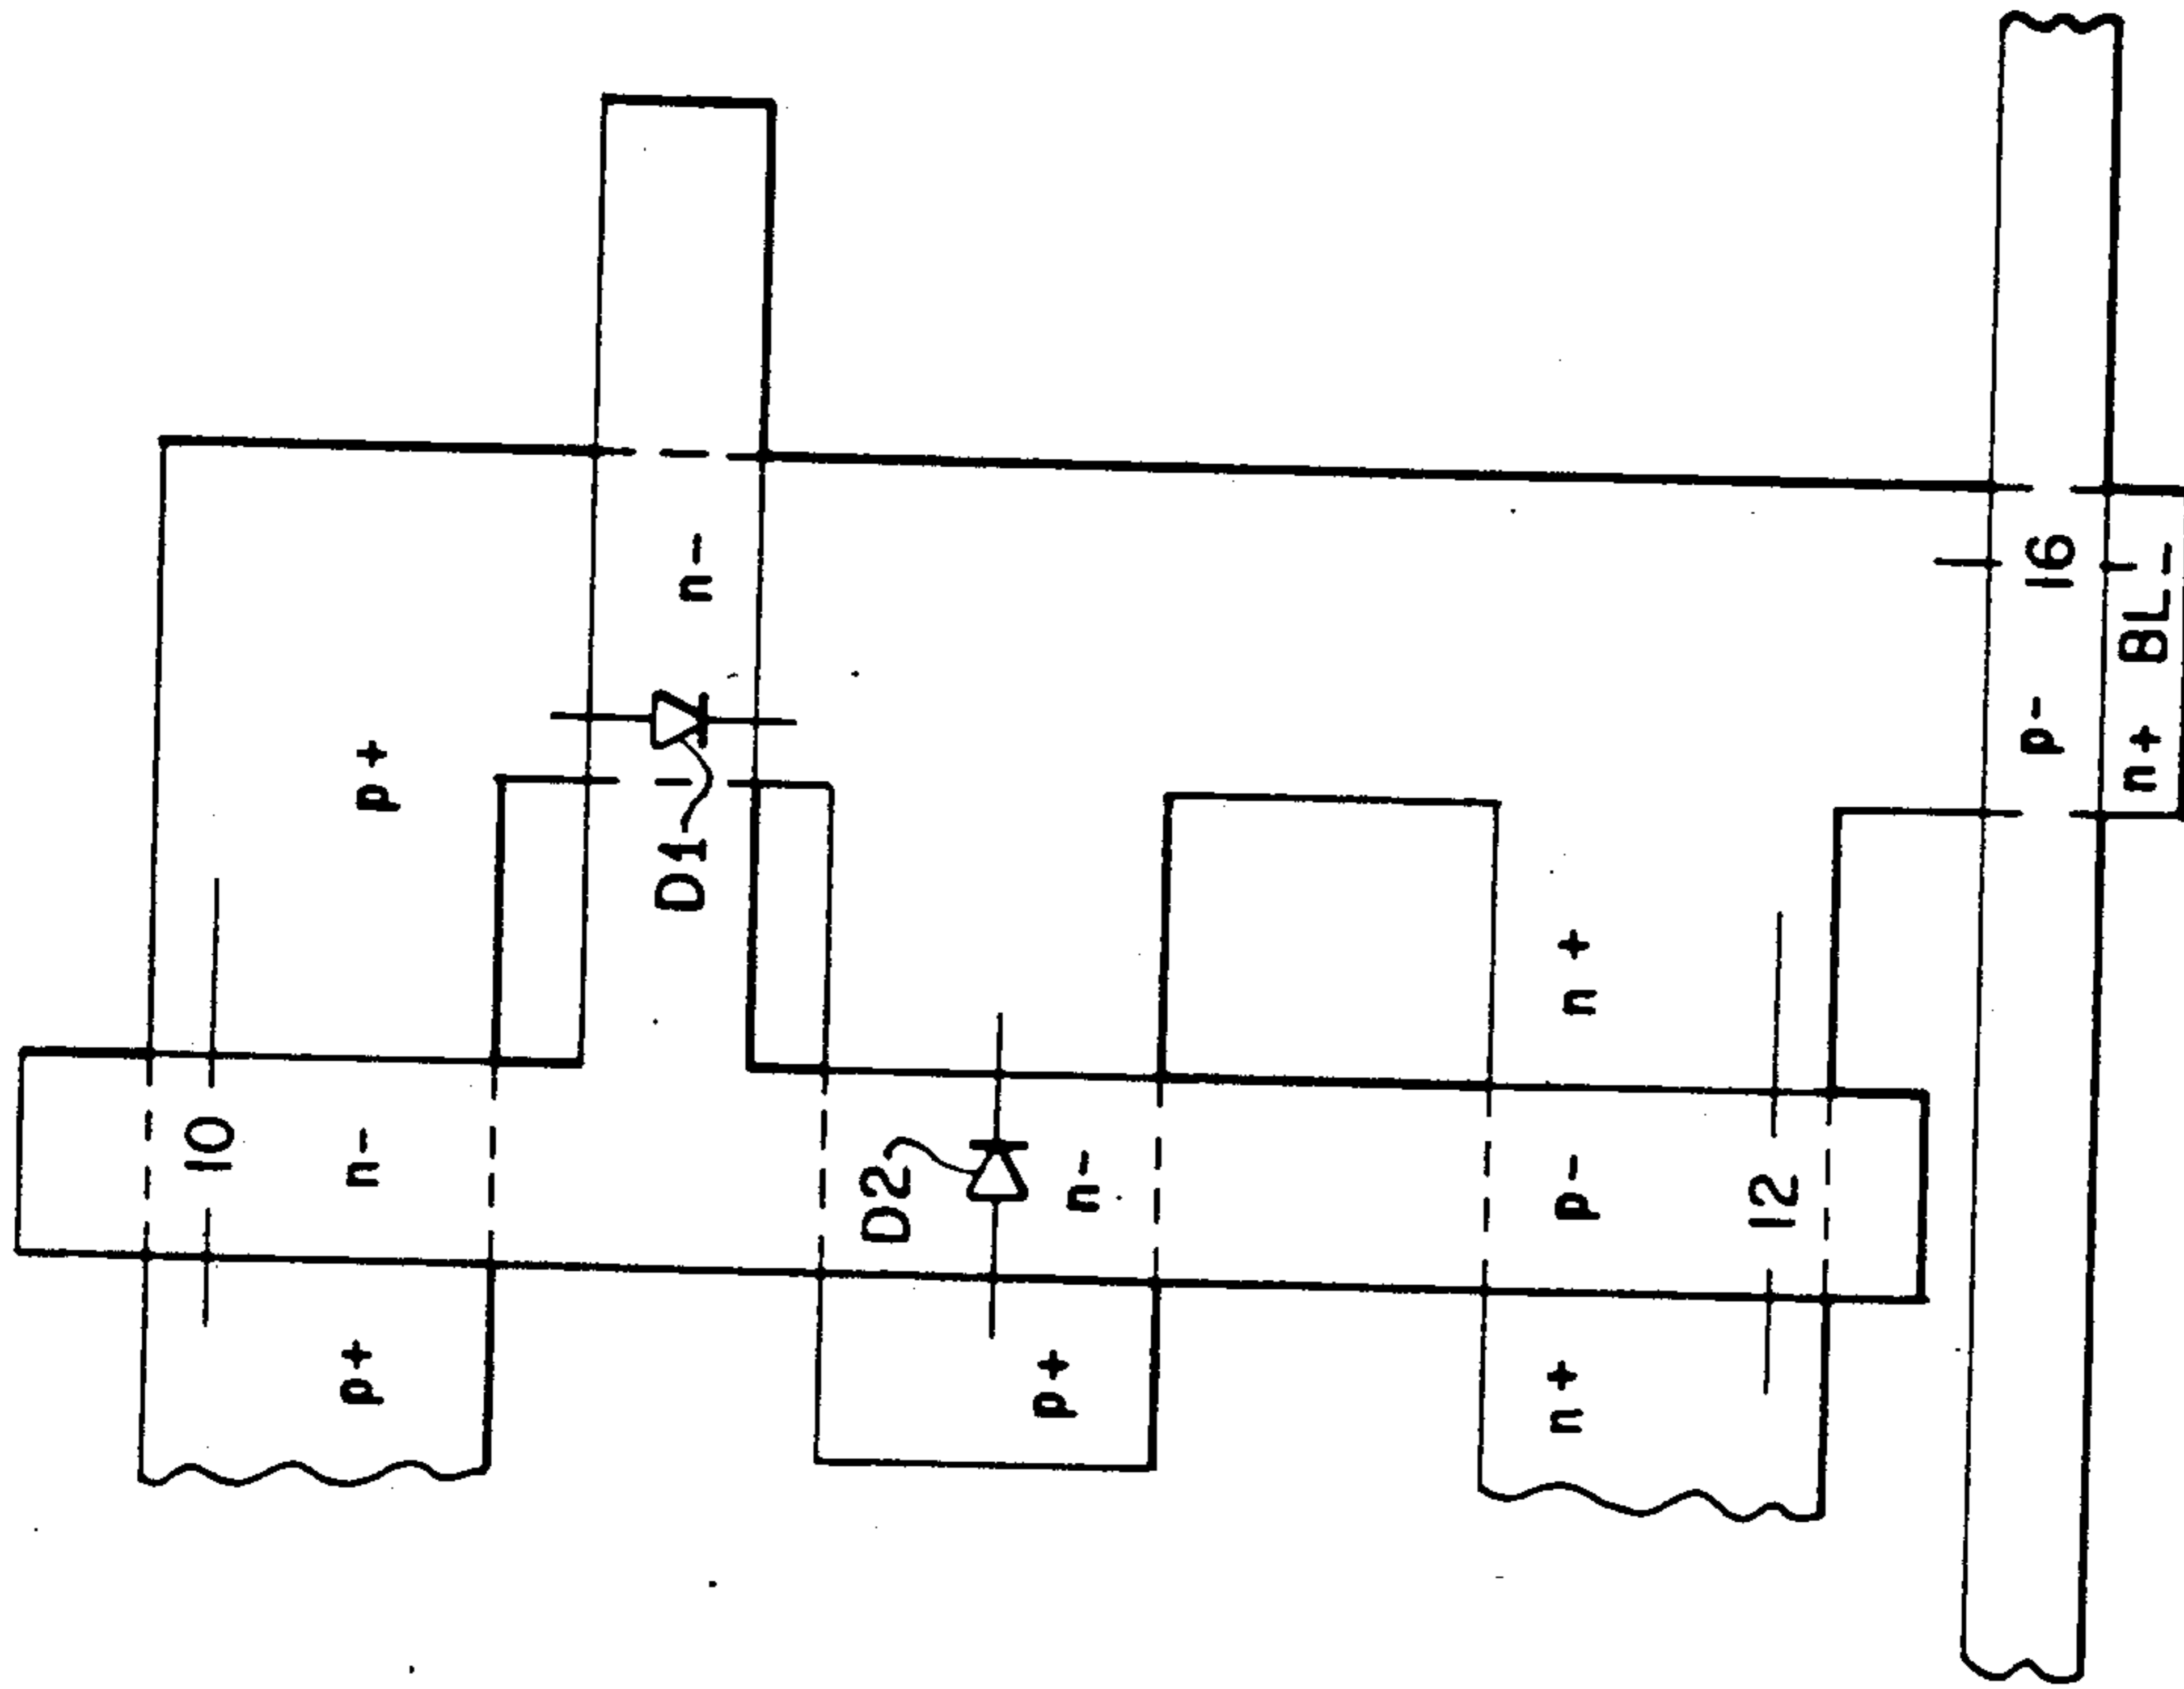 10
p+ n- p+
D1 n-
D2
p+ n-
n+ p- n+
12
p- 16
n+ BL-